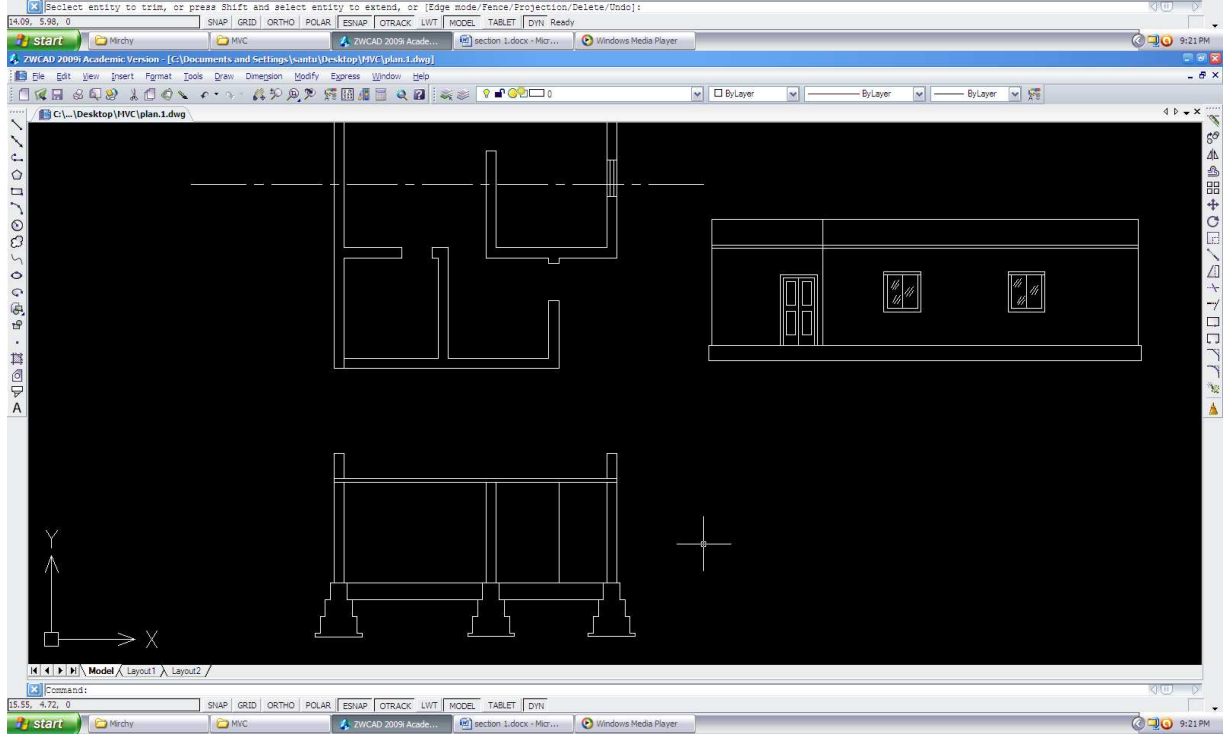 Seclect entity to trim, or press Shift and select entity to extend, or [Edge mode/Fence/Projection/Delete/Undo]:
14.09, 5.98, 0 SNAP GRID ORTHO POLAR ESNAP OTRACK LWT MODEL TABLET DYN Ready
start Mirchy MVC ZWCAD 2009i Acade... section 1.docx - Micr... Windows Media Player 9:21 PM
ZWCAD 2009i Academic Version - [C:\Documents and Settings\santu\Desktop\MVC\plan.1.dwg]
File Edit View Insert Format Tools Draw Dimension Modify Express Window Help
0 ByLayer ByLayer ByLayer
C:\...\Desktop\MVC\plan.1.dwg
A
Y
X
Model Layout1 Layout2
Command:
15.55, 4.72, 0 SNAP GRID ORTHO POLAR ESNAP OTRACK LWT MODEL TABLET DYN
start Mirchy MVC ZWCAD 2009i Acade... section 1.docx - Micr... Windows Media Player 9:21 PM